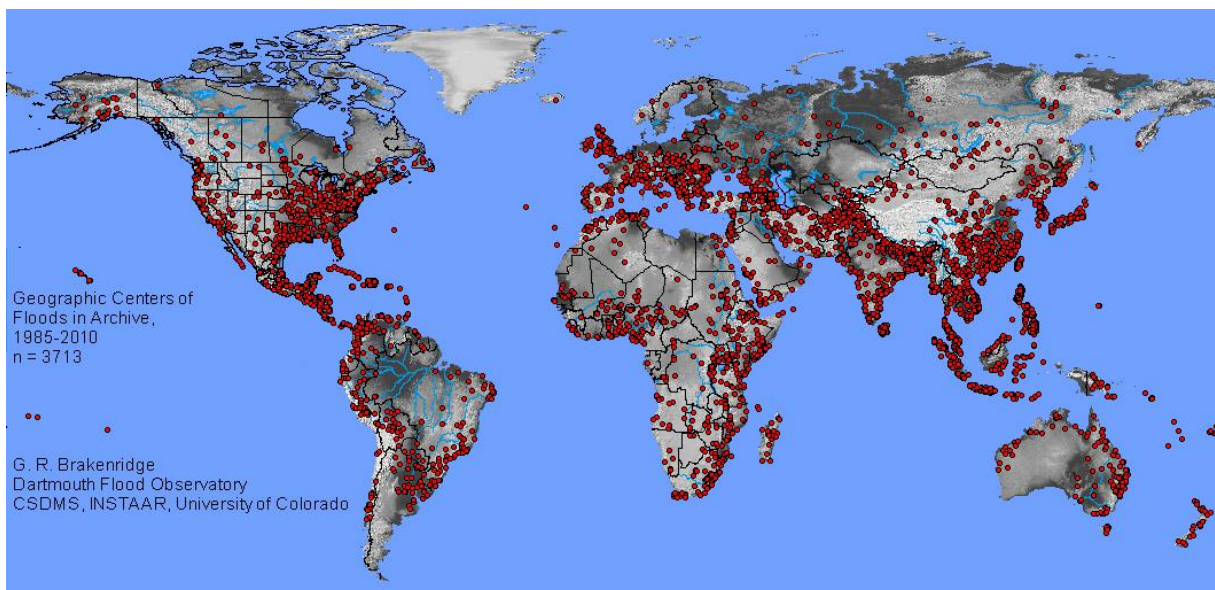 Geographic Centers of
Floods in Archive,
1985-2010
n = 3713
G. R. Brakenridge
Dartmouth Flood Observatory
CSDMS, INSTAAR, University of Colorado